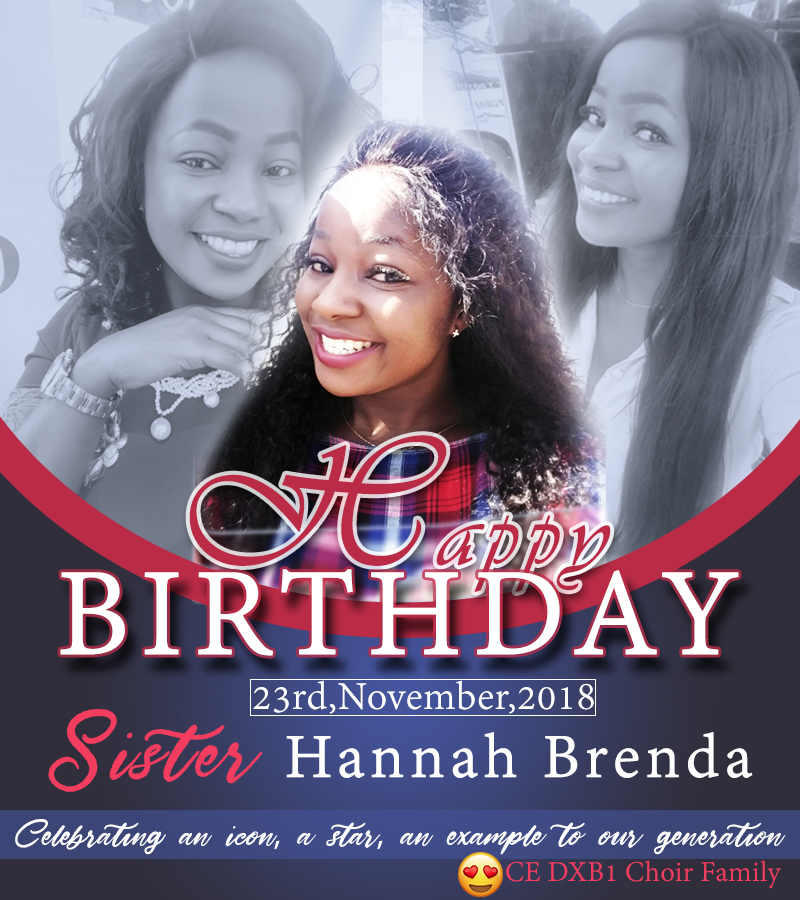 Happy
BIRTHDAY
23rd,November,2018
Sister Hannah Brenda
Celebrating an icon, a star, an example to our generation
😍CE DXB1 Choir Family